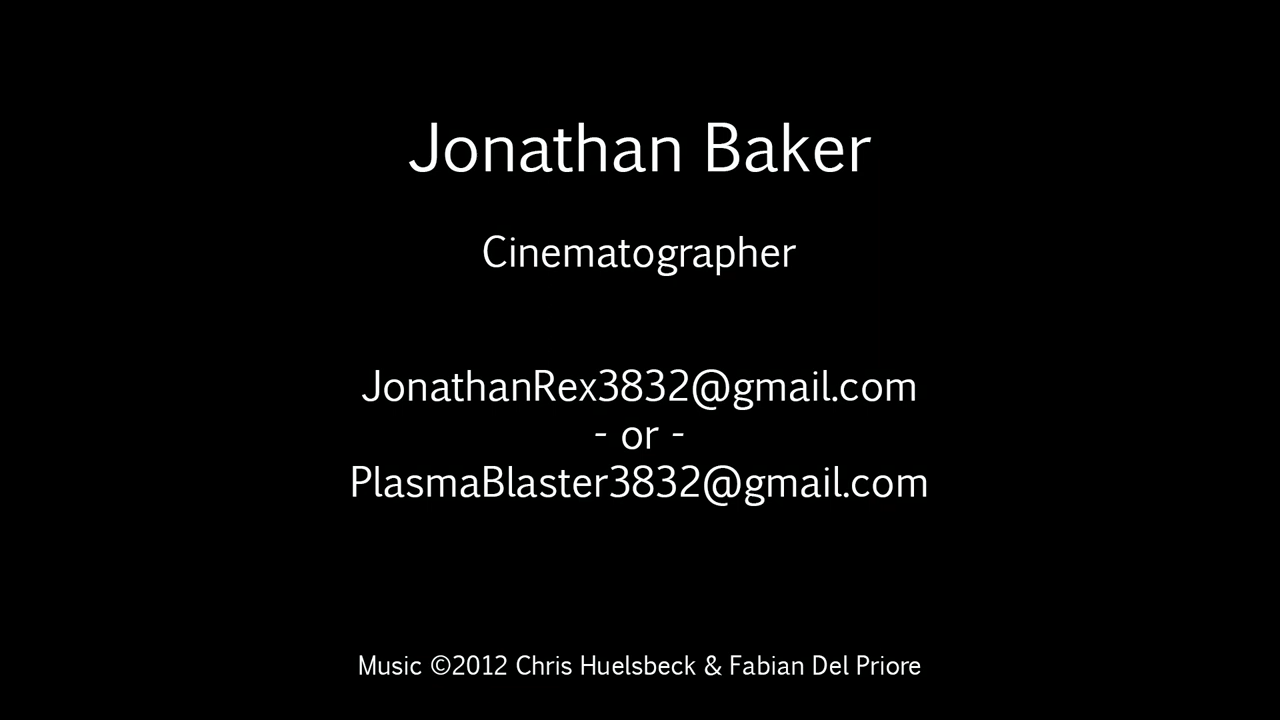 Jonathan Baker
Cinematographer
JonathanRex3832@gmail.com
- or -
PlasmaBlaster3832@gmail.com
Music ©2012 Chris Huelsbeck & Fabian Del Priore